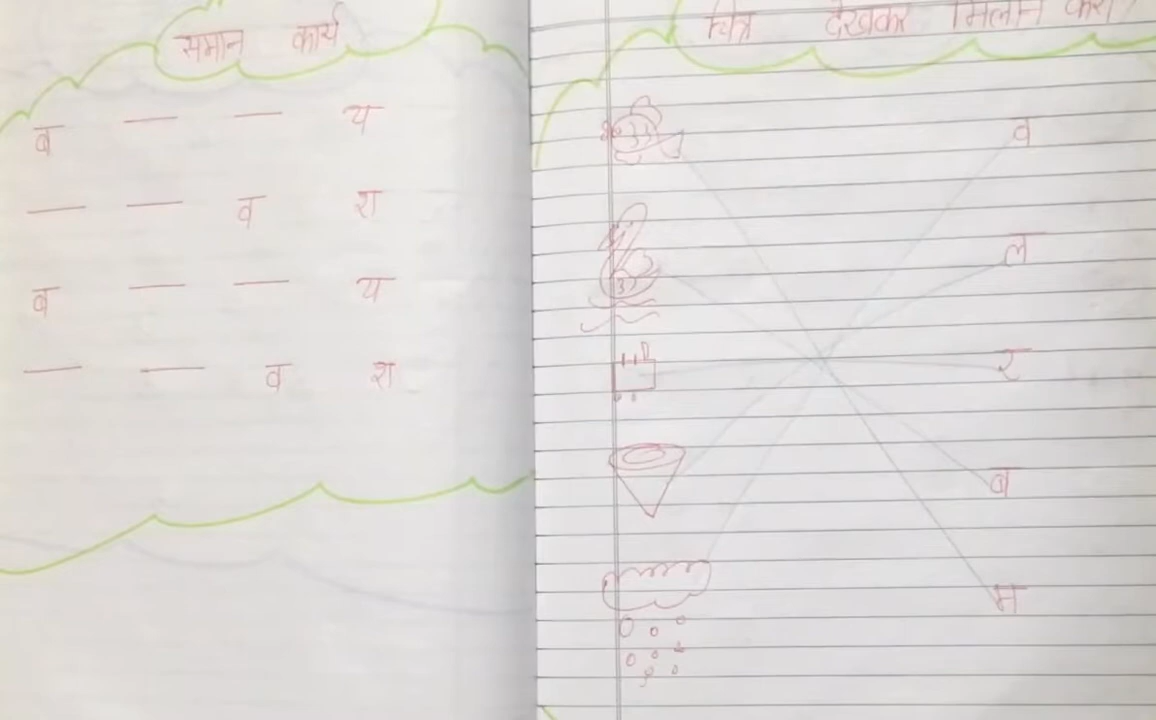 समान कार्य
ब — — य
— — व श
ब — — य
— — व श
चित्र देखकर मिलान करो
व
ल
र
ब
म